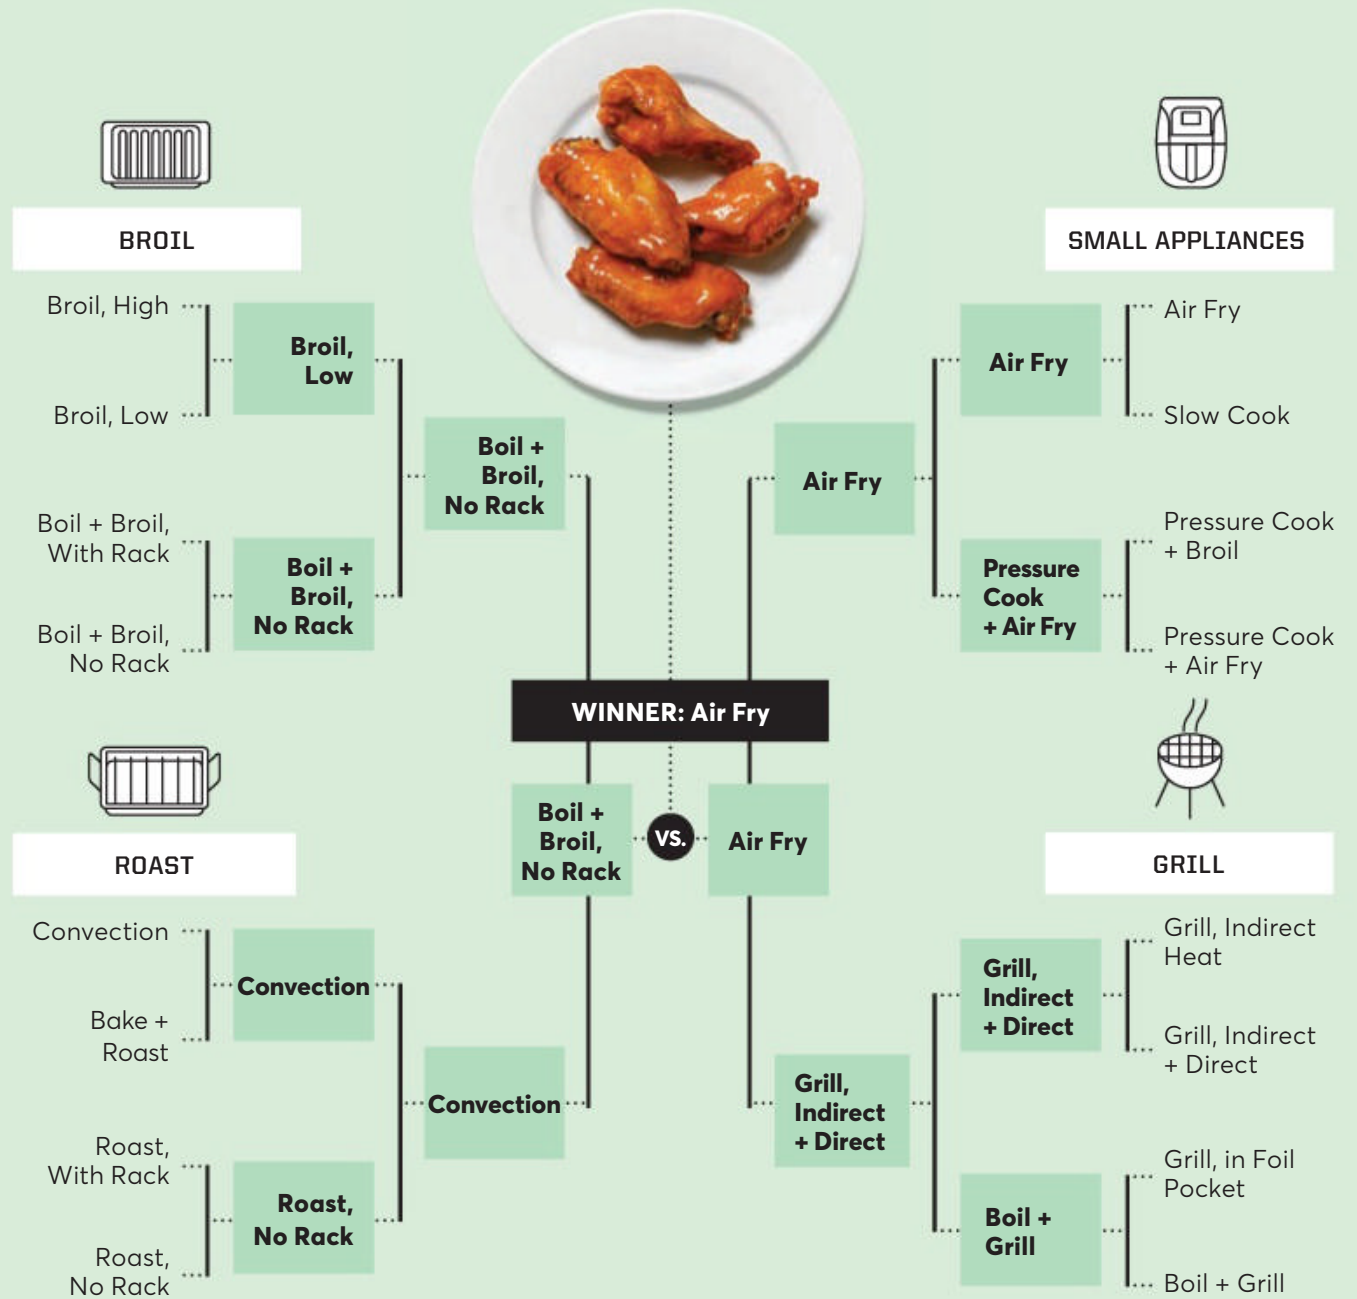 BROIL
Broil, High
Broil, Low
Boil + Broil,
With Rack
Boil + Broil,
No Rack
Broil,
Low
Boil +
Broil,
No Rack
Boil +
Broil,
No Rack
SMALL APPLIANCES
Air Fry
Slow Cook
Pressure Cook
+ Broil
Pressure Cook
+ Air Fry
Air Fry
Pressure
Cook
+ Air Fry
Air Fry
WINNER: Air Fry
Boil +
Broil,
No Rack
VS.
Air Fry
ROAST
Convection
Bake +
Roast
Roast,
With Rack
Roast,
No Rack
Convection
Roast,
No Rack
Convection
GRILL
Grill, Indirect
Heat
Grill, Indirect
+ Direct
Grill, in Foil
Pocket
Boil + Grill
Grill,
Indirect
+ Direct
Boil +
Grill
Grill,
Indirect
+ Direct